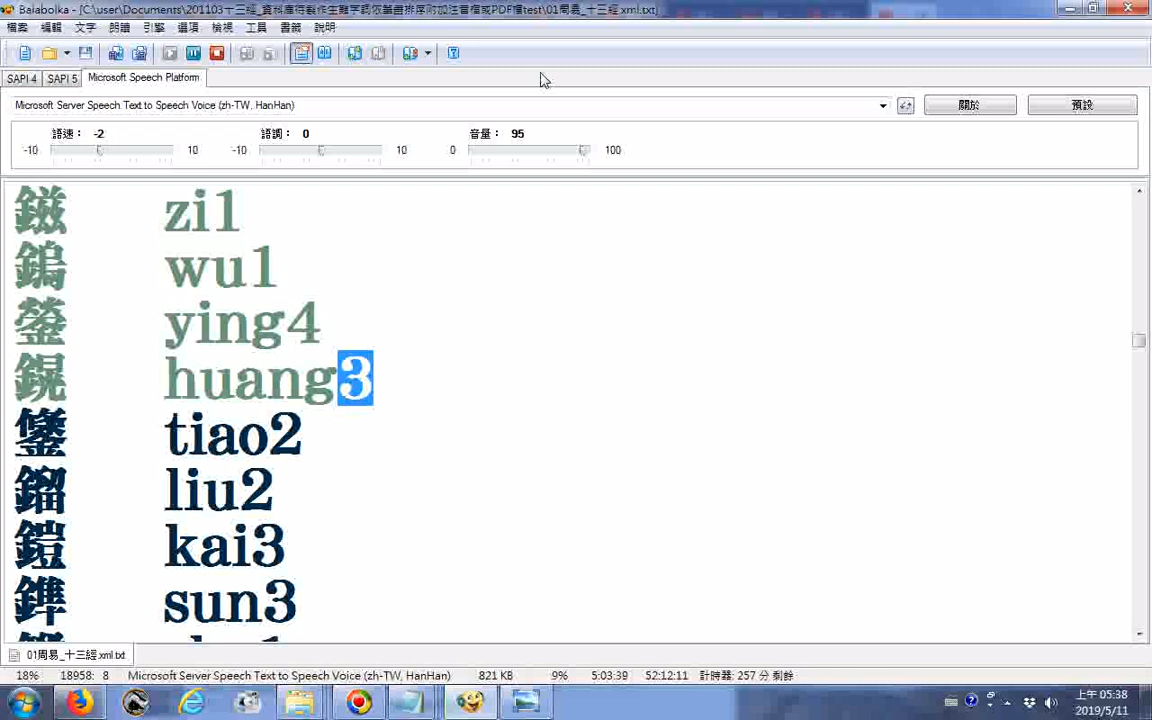 Balabolka - [C:\user\Documents\201103十三經_資料庫待製作生難字詞依筆畫排序附加注音檔或PDF檔test\01周易_十三經.xml.txt]
檔案 編輯 文字 朗讀 引擎 選項 檢視 工具 書籤 說明
SAPI 4 SAPI 5 Microsoft Speech Platform
Microsoft Server Speech Text to Speech Voice (zh-TW, HanHan) 關於 預設
語速： -2 語調： 0 音量： 95
-10 10 -10 10 0 100
鎡 zi1
鎢 wu1
鎣 ying4
鎤 huang3
鎥 tiao2
鎦 liu2
鎧 kai3
鎨 sun3
01周易_十三經.xml.txt
18% 18958: 8 Microsoft Server Speech Text to Speech Voice (zh-TW, HanHan) 821 KB 9% 5:03:39 52:12:11 計時器: 257 分 剩餘
上午 05:38
2019/5/11